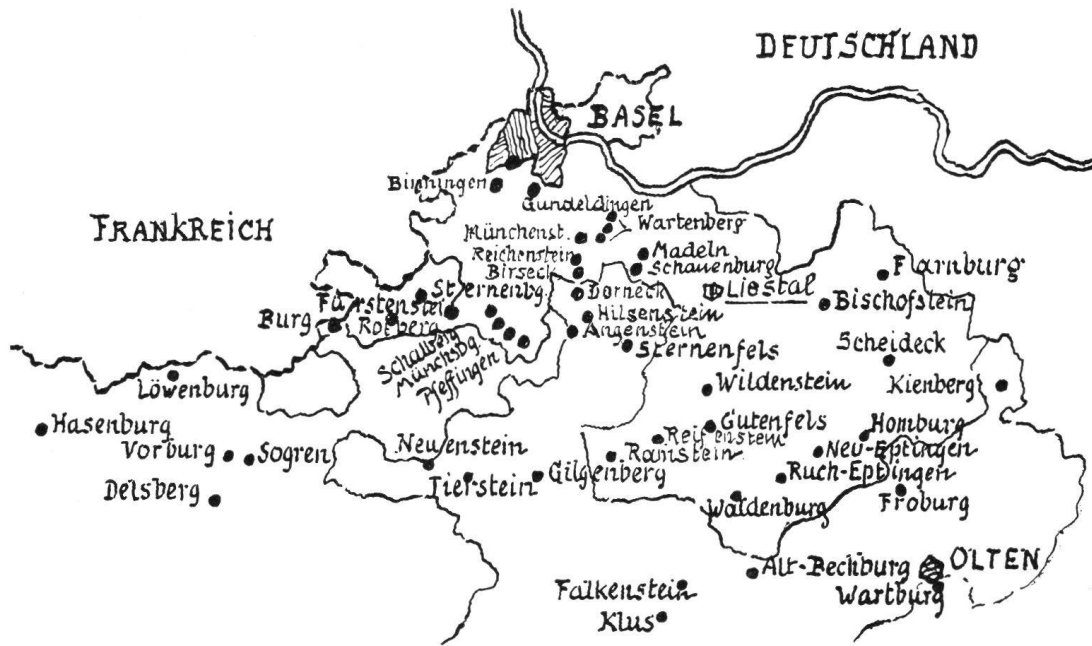 DEUTSCHLAND
BASEL
Binningen
Gundeldingen
FRANKREICH
Münchenst.
Wartenberg
Reichenstein
Madeln
Birseck
Schauenburg
Farnburg
Sternenbg.
Dorneck
Liestal
Fürstenstei
Bischofstein
Burg
Rotberg
Hilsenstein
Angenstein
Schalberg
Münchsbg.
Pfeffingen
Sternenfels
Scheideck
Löwenburg
Wildenstein
Kienberg
Hasenburg
Gutenfels
Homburg
Vorburg
Sogren
Neuenstein
Reifenstein
Neu-Eptingen
Ramstein
Tierstein
Gilgenberg
Ruch-Eptingen
Delsberg
Waldenburg
Froburg
Alt-Bechburg
OLTEN
Falkenstein
Wartburg
Klus